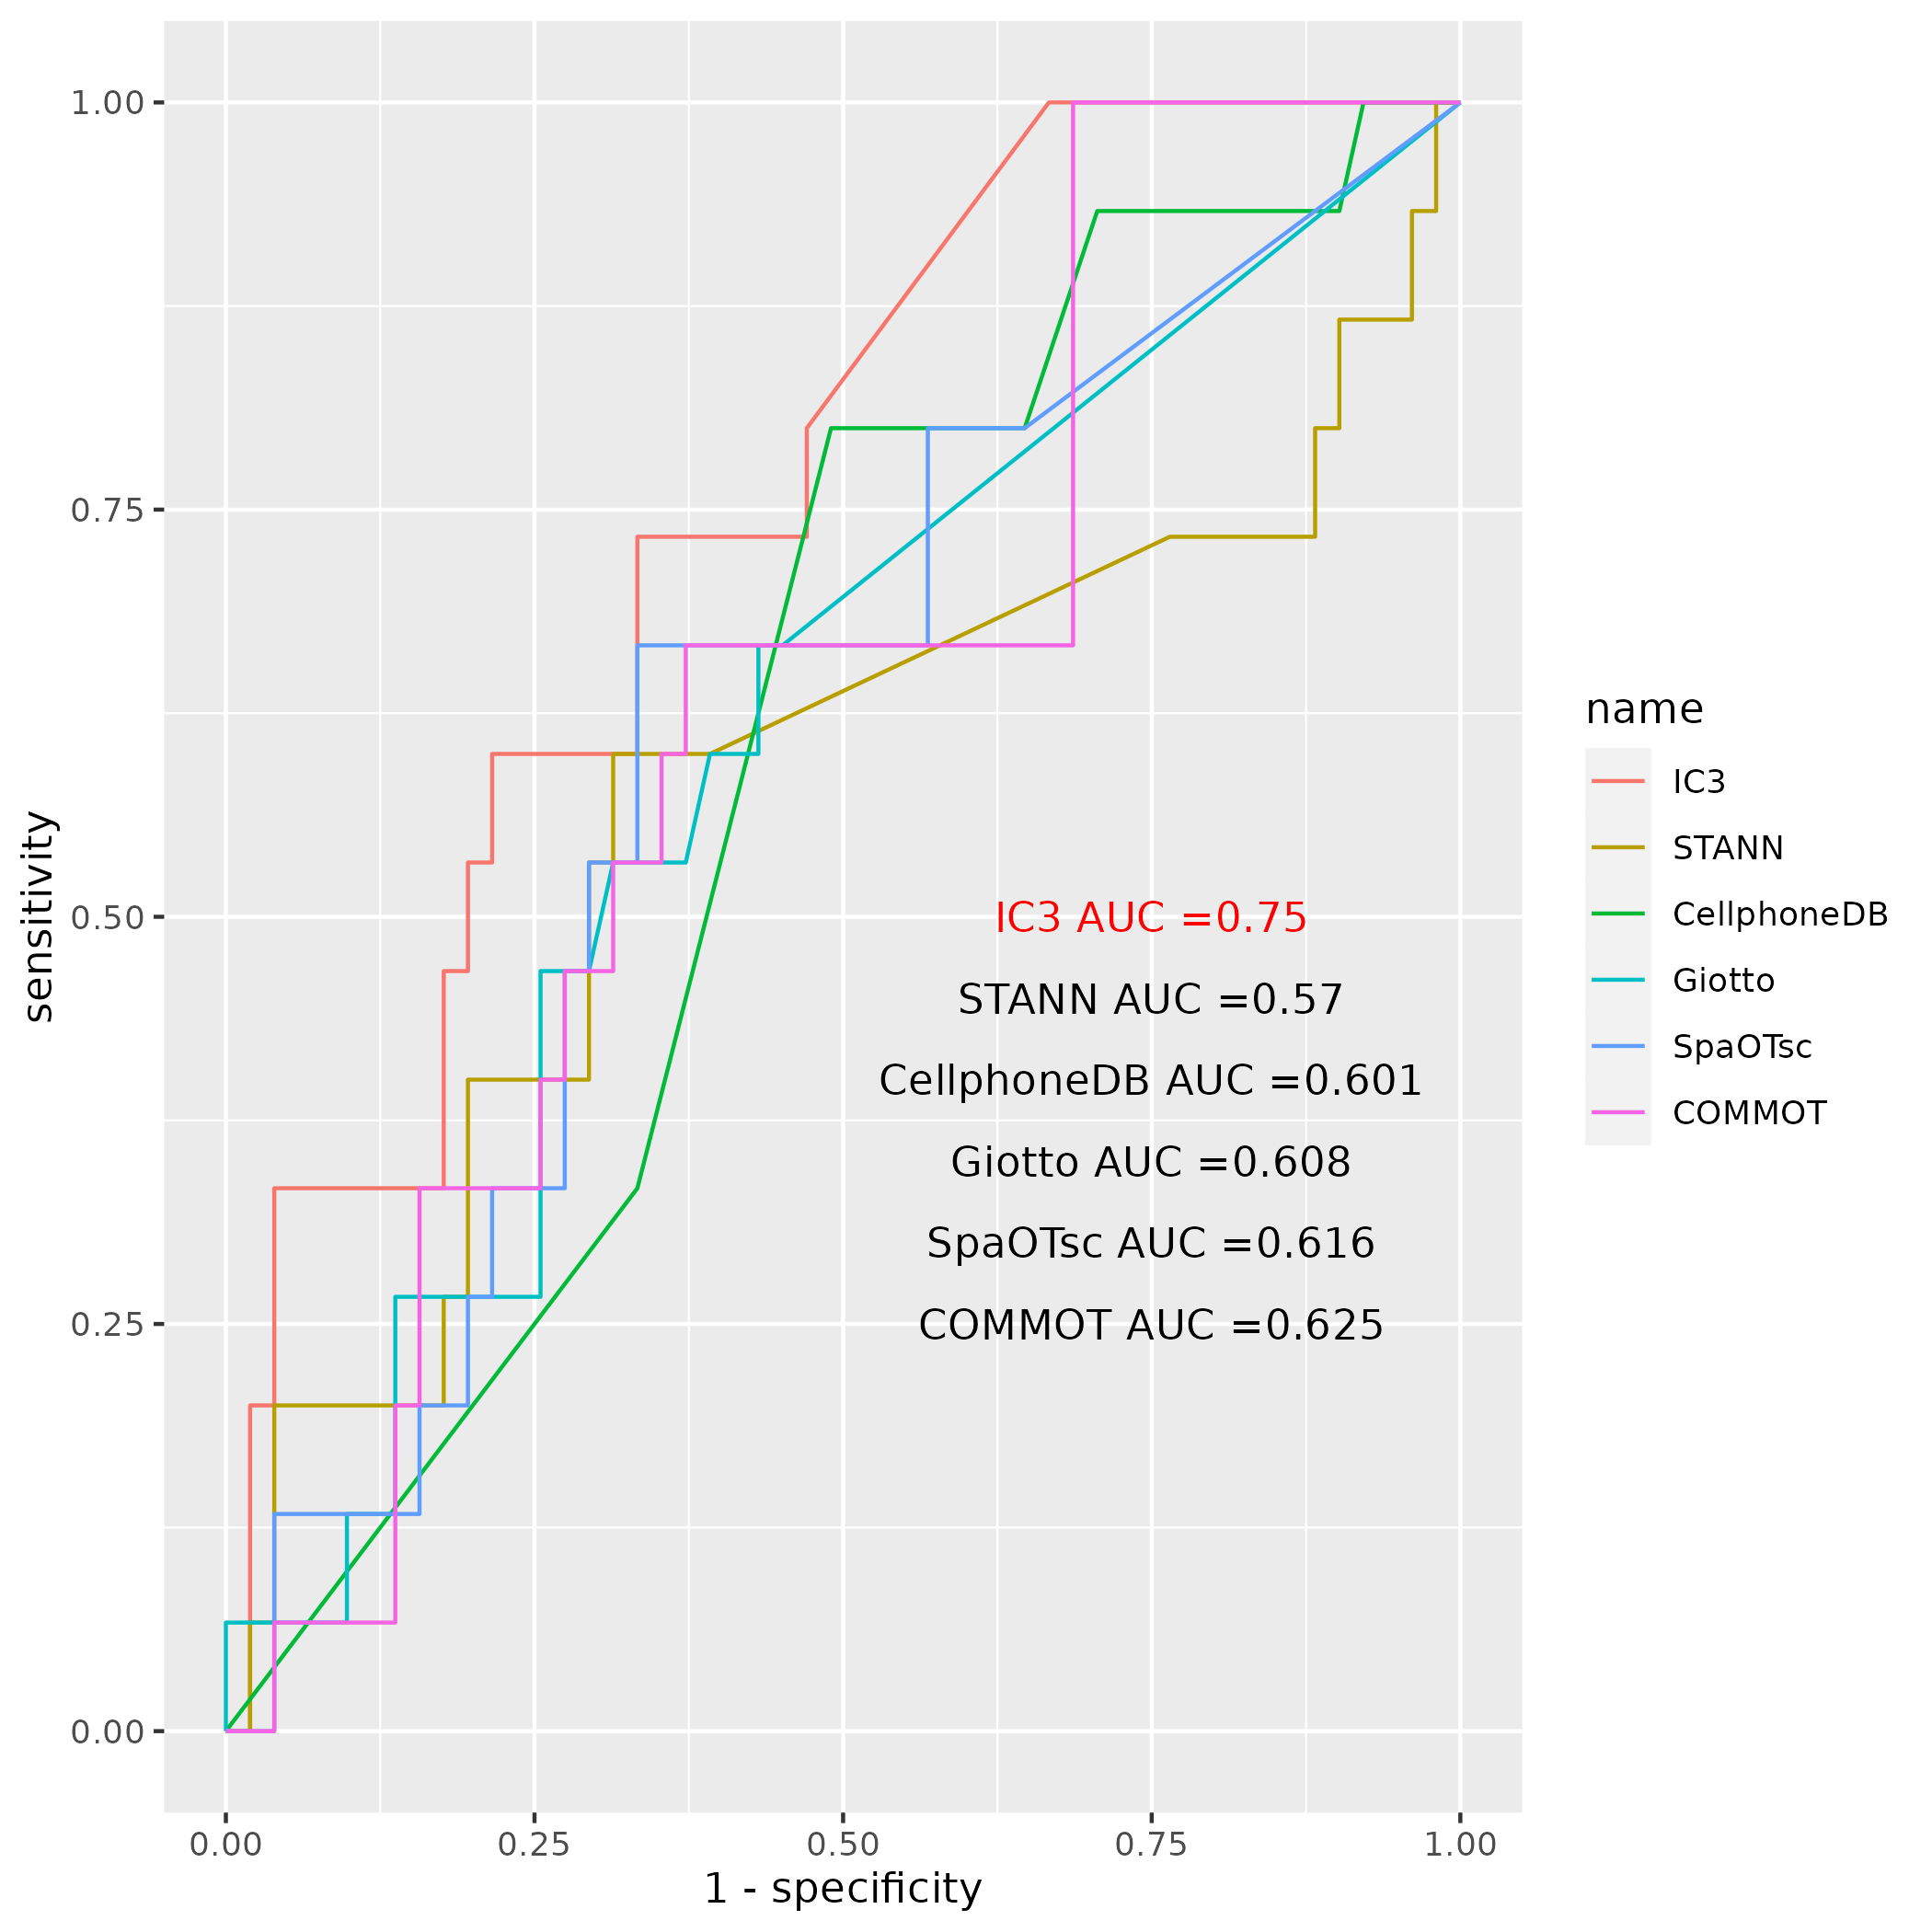 1.00
0.75
0.50
0.25
0.00
sensitivity
IC3 AUC =0.75
STANN AUC =0.57
CellphoneDB AUC =0.601
Giotto AUC =0.608
SpaOTsc AUC =0.616
COMMOT AUC =0.625
0.00 0.25 0.50 0.75 1.00
1 - specificity
name
IC3
STANN
CellphoneDB
Giotto
SpaOTsc
COMMOT